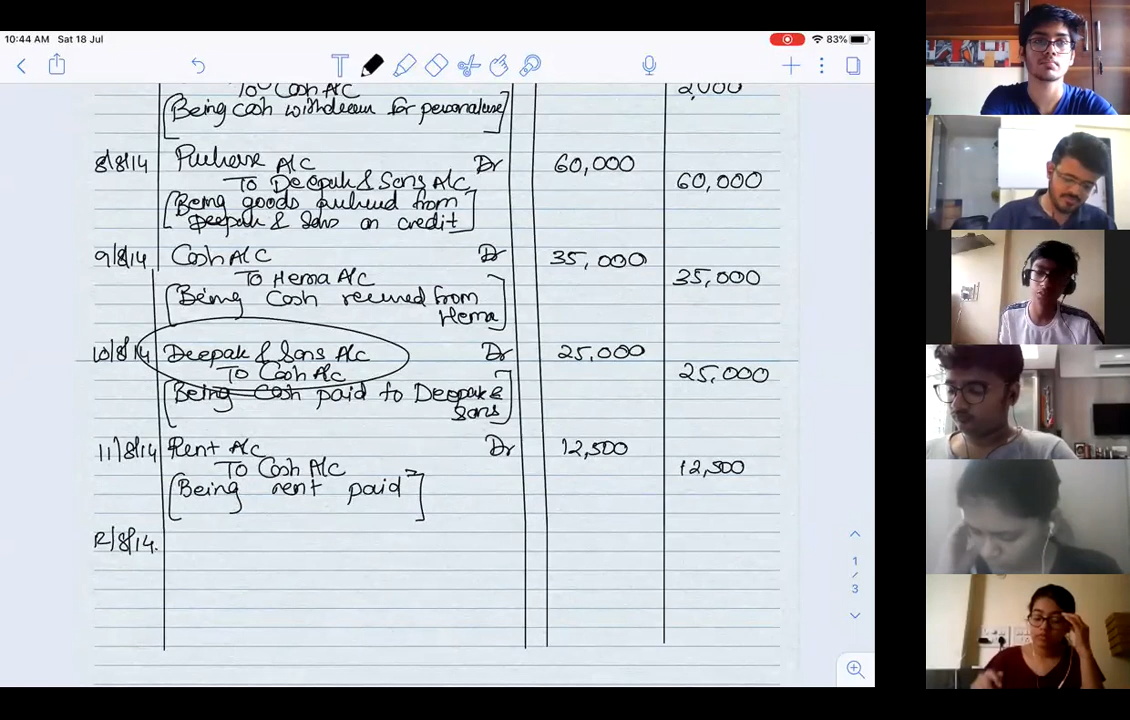 10:44 AM Sat 18 Jul
83%
To Cash A/c 2,000
[Being cash withdrawn for personal use]
8/8/14 Purchase A/c Dr 60,000
To Deepak & Sons A/c 60,000
[Being goods purchased from
Deepak & Sons on credit]
9/8/14 Cash A/c Dr 35,000
To Hema A/c 35,000
[Being Cash received from
Hema]
10/8/14 Deepak & Sons A/c Dr 25,000
To Cash A/c 25,000
[Being Cash paid to Deepak &
Sons]
11/8/14 Rent A/c Dr 12,500
To Cash A/c 12,500
[Being rent paid]
12/8/14.
1
/
3